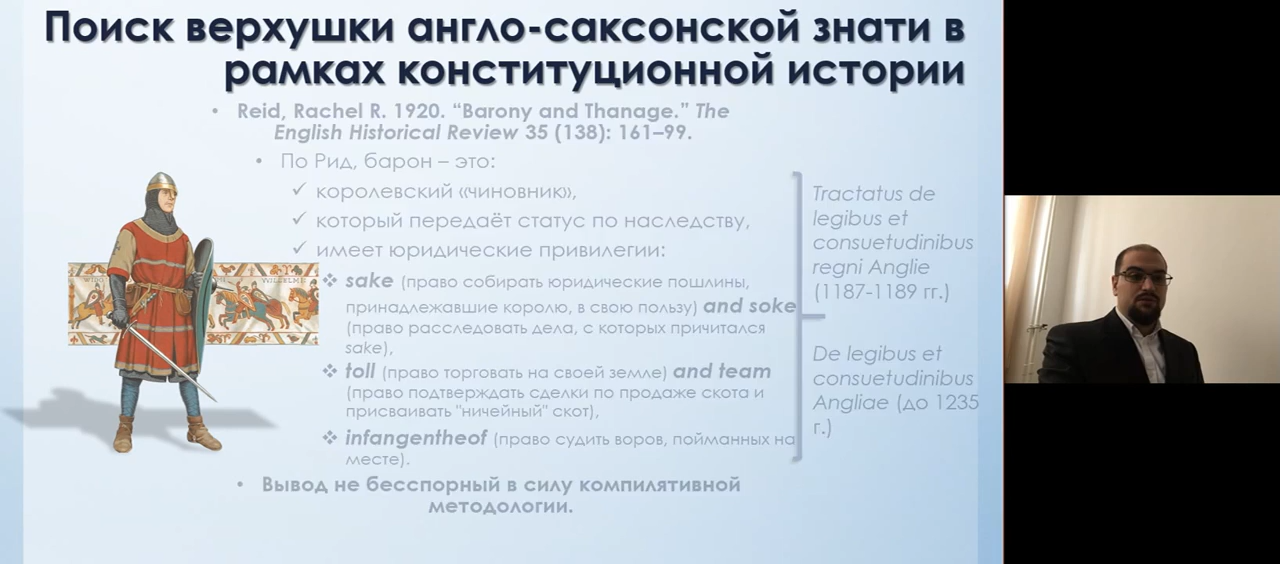 Поиск верхушки англо-саксонской знати в
рамках конституционной истории
• Reid, Rachel R. 1920. “Barony and Thanage.” The
English Historical Review 35 (138): 161–99.
• По Рид, барон – это:
✓ королевский «чиновник»,
✓ который передаёт статус по наследству,
✓ имеет юридические привилегии:
❖ sake (право собирать юридические пошлины,
принадлежавшие королю, в свою пользу) and soke
(право расследовать дела, с которых причитался
sake),
❖ toll (право торговать на своей земле) and team
(право подтверждать сделки по продаже скота и
присваивать "ничейный" скот),
❖ infangentheof (право судить воров, пойманных на
месте).
• Вывод не бесспорный в силу компилятивной
методологии.
Tractatus de
legibus et
consuetudinibus
regni Anglie
(1187-1189 гг.)
De legibus et
consuetudinibus
Angliae (до 1235
г.)